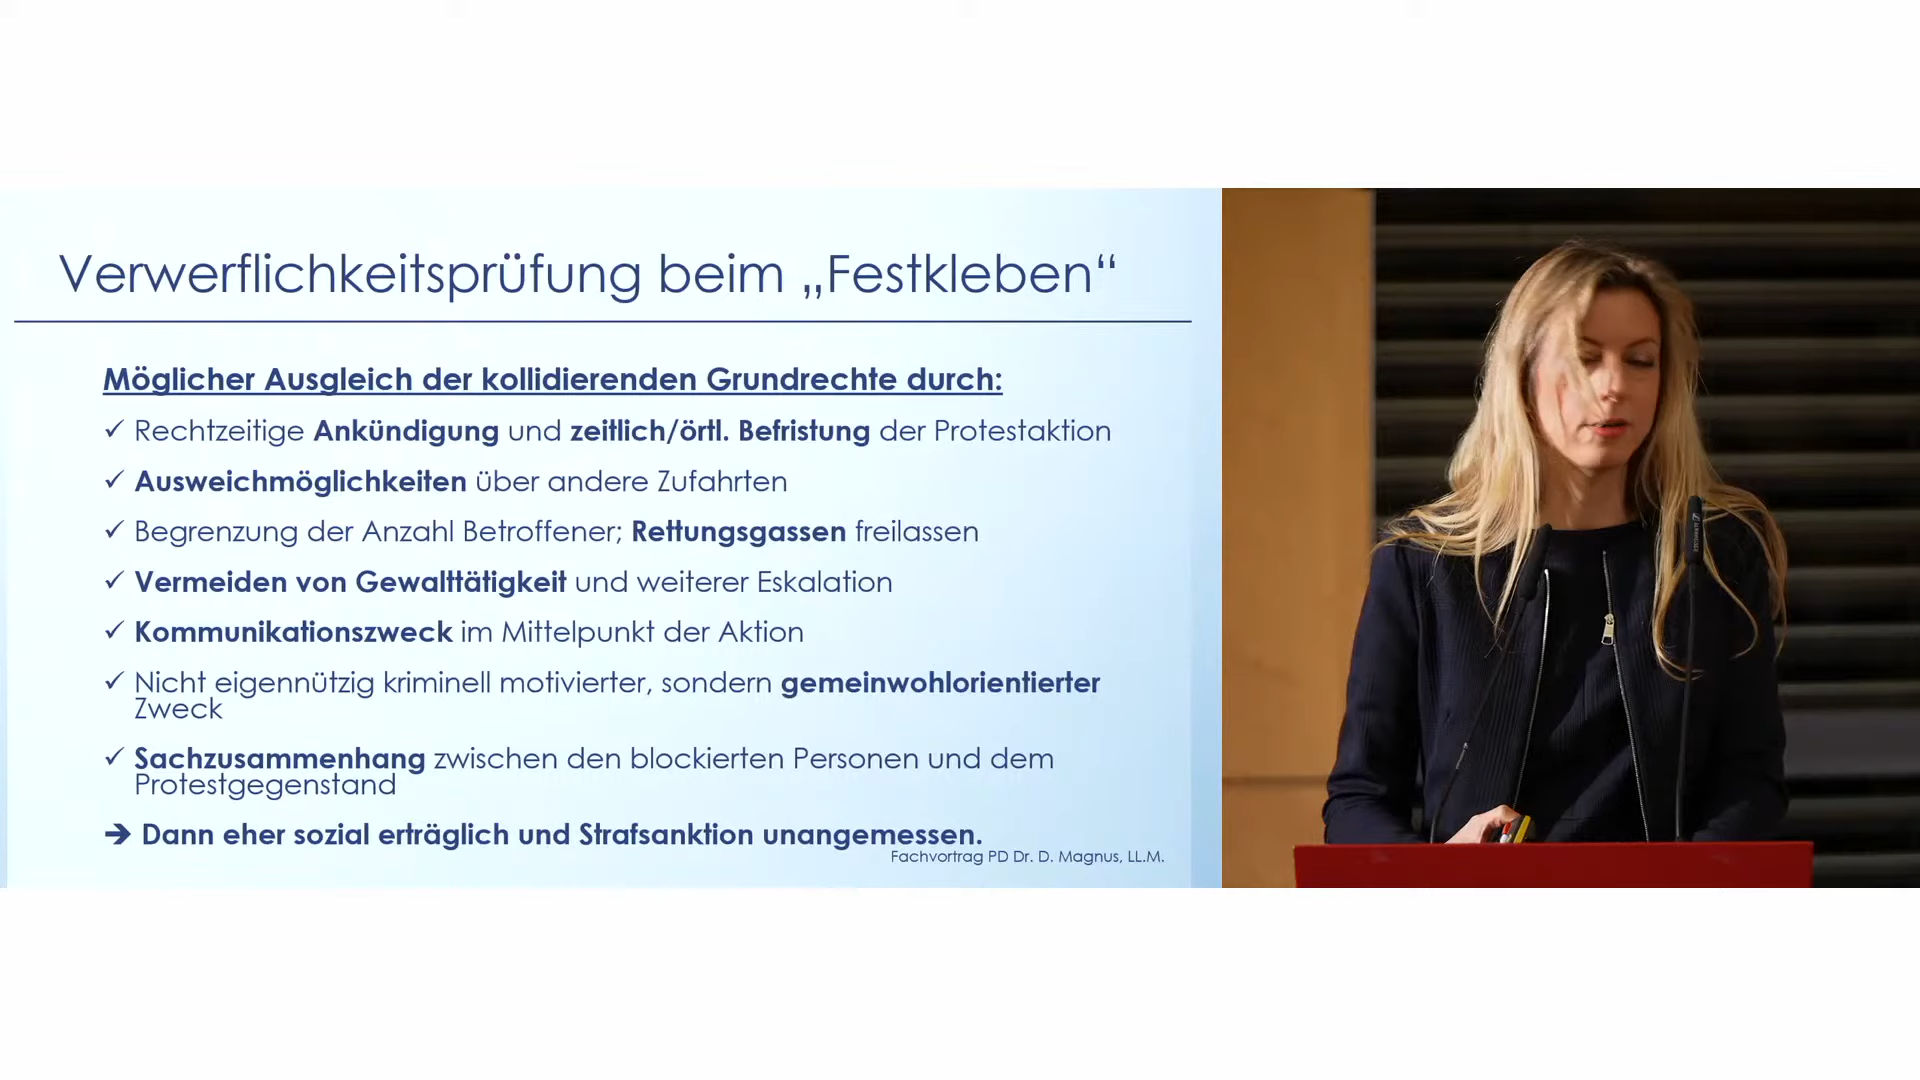 Verwerflichkeitsprüfung beim „Festkleben“
Möglicher Ausgleich der kollidierenden Grundrechte durch:
✓ Rechtzeitige Ankündigung und zeitlich/örtl. Befristung der Protestaktion
✓ Ausweichmöglichkeiten über andere Zufahrten
✓ Begrenzung der Anzahl Betroffener; Rettungsgassen freilassen
✓ Vermeiden von Gewalttätigkeit und weiterer Eskalation
✓ Kommunikationszweck im Mittelpunkt der Aktion
✓ Nicht eigennützig kriminell motivierter, sondern gemeinwohlorientierter
Zweck
✓ Sachzusammenhang zwischen den blockierten Personen und dem
Protestgegenstand
➔ Dann eher sozial erträglich und Strafsanktion unangemessen.
Fachvortrag PD Dr. D. Magnus, LL.M.